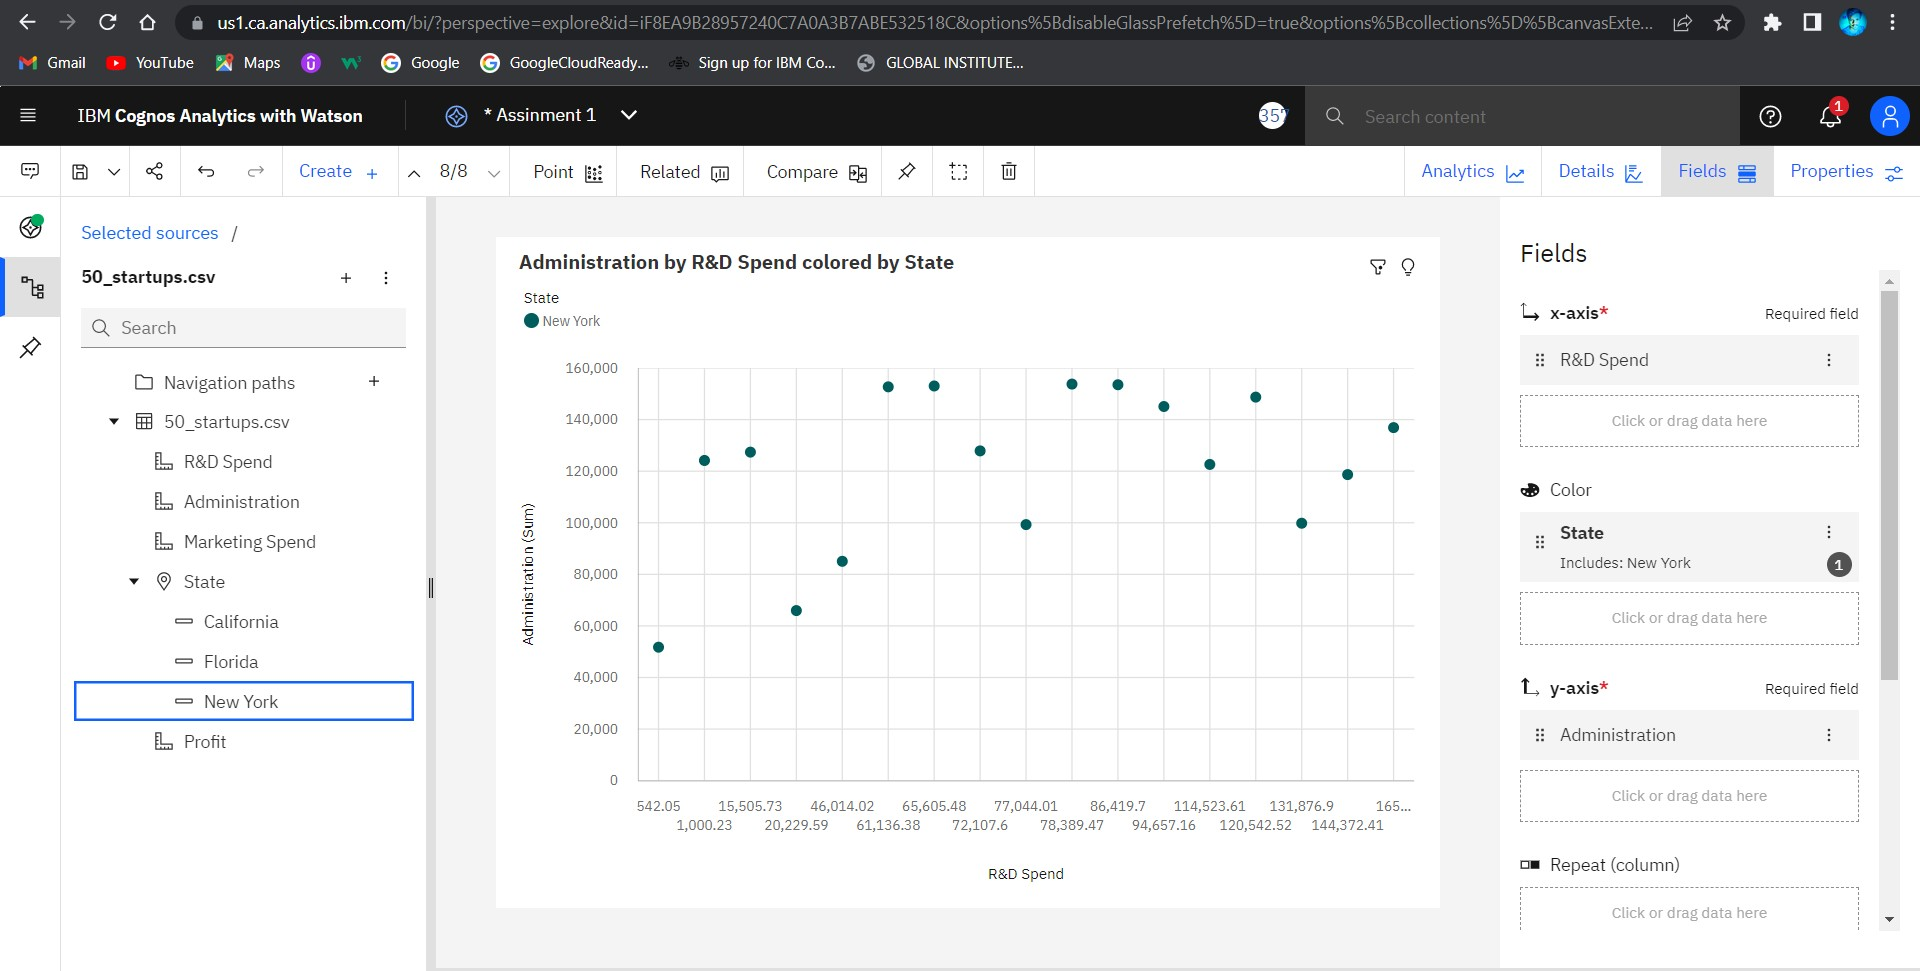 us1.ca.analytics.ibm.com/bi/?perspective=explore&id=iF8EA9B28957240C7A0A3B7ABE532518C&options%5BdisableGlassPrefetch%5D=true&options%5Bcollections%5D%5BcanvasExte...
Gmail YouTube Maps Google GoogleCloudReady... Sign up for IBM Co... GLOBAL INSTITUTE...
IBM Cognos Analytics with Watson * Assinment 1 357 Search content 1
Create + 8/8 Point Related Compare Analytics Details Fields Properties
Selected sources /
50_startups.csv
Search
Navigation paths
50_startups.csv
R&D Spend
Administration
Marketing Spend
State
California
Florida
New York
Profit
Administration by R&D Spend colored by State
State
New York
160,000
140,000
120,000
100,000
80,000
60,000
40,000
20,000
0
Administration (Sum)
542.05 15,505.73 46,014.02 65,605.48 77,044.01 86,419.7 114,523.61 131,876.9 165...
1,000.23 20,229.59 61,136.38 72,107.6 78,389.47 94,657.16 120,542.52 144,372.41
R&D Spend
Fields
x-axis* Required field
R&D Spend
Click or drag data here
Color
State
Includes: New York 1
Click or drag data here
y-axis* Required field
Administration
Click or drag data here
Repeat (column)
Click or drag data here